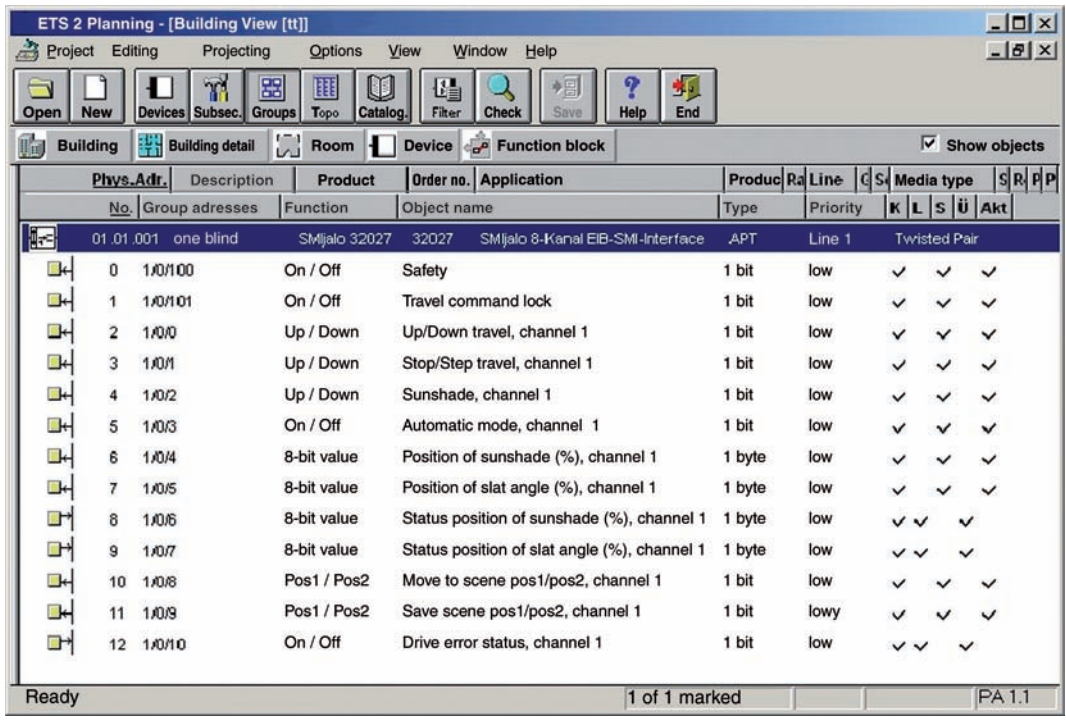 ETS 2 Planning - [Building View [tt]]
Project Editing Projecting Options View Window Help
Open New Devices Subsec. Groups Topo Catalog. Filter Check Save Help End
Building Building detail Room Device Function block Show objects
Phys.Adr. Description Product Order no. Application Produc Ra Line Media type S R P P
No. Group adresses Function Object name Type Priority K L S Ü Akt
01.01.001 one blind SMIjalo 32027 32027 SMIjalo 8-Kanal EIB-SMI-Interface APT Line 1 Twisted Pair
0 1/0/100 On / Off Safety 1 bit low
1 1/0/101 On / Off Travel command lock 1 bit low
2 1/0/0 Up / Down Up/Down travel, channel 1 1 bit low
3 1/0/1 Up / Down Stop/Step travel, channel 1 1 bit low
4 1/0/2 Up / Down Sunshade, channel 1 1 bit low
5 1/0/3 On / Off Automatic mode, channel 1 1 bit low
6 1/0/4 8-bit value Position of sunshade (%), channel 1 1 byte low
7 1/0/5 8-bit value Position of slat angle (%), channel 1 1 byte low
8 1/0/6 8-bit value Status position of sunshade (%), channel 1 1 byte low
9 1/0/7 8-bit value Status position of slat angle (%), channel 1 1 byte low
10 1/0/8 Pos1 / Pos2 Move to scene pos1/pos2, channel 1 1 bit low
11 1/0/9 Pos1 / Pos2 Save scene pos1/pos2, channel 1 1 bit lowy
12 1/0/10 On / Off Drive error status, channel 1 1 bit low
Ready 1 of 1 marked PA 1.1